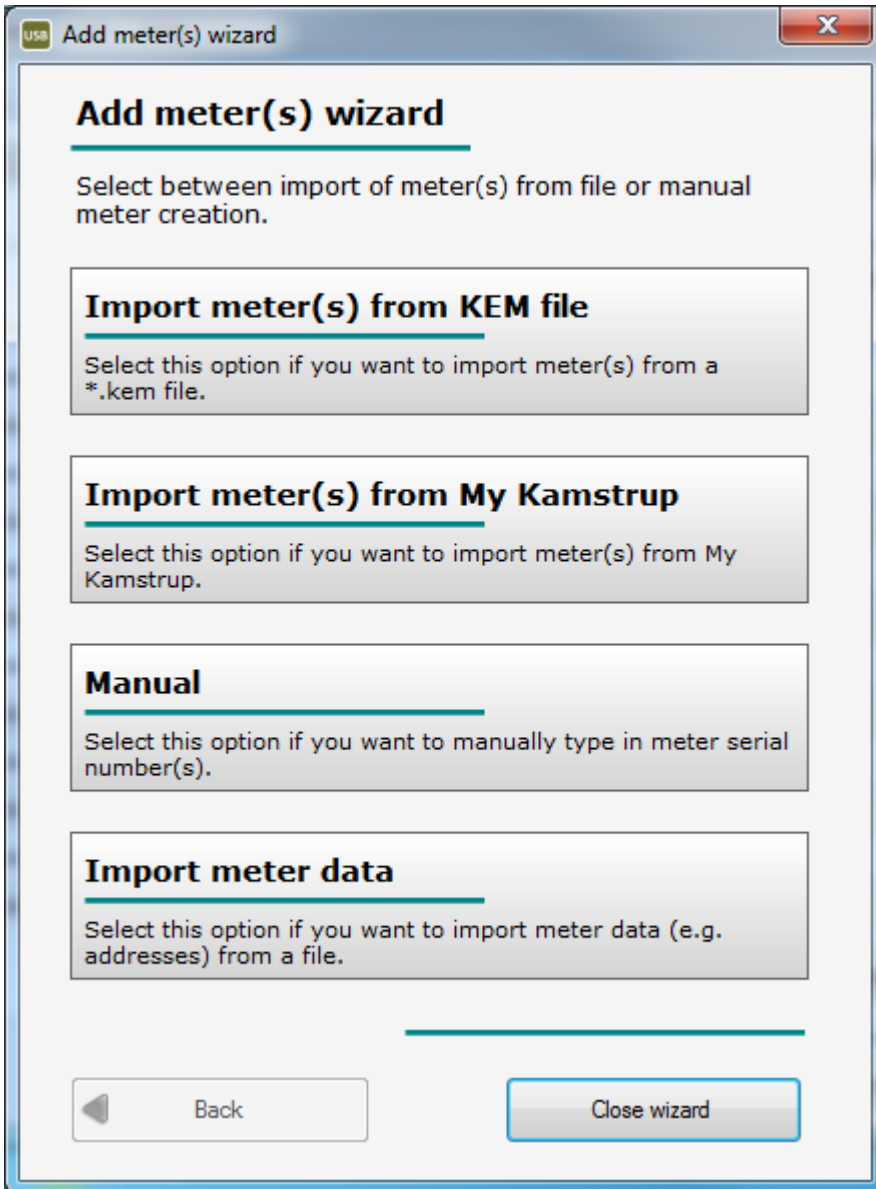 USB Add meter(s) wizard
X
Add meter(s) wizard
Select between import of meter(s) from file or manual
meter creation.
Import meter(s) from KEM file
Select this option if you want to import meter(s) from a
*.kem file.
Import meter(s) from My Kamstrup
Select this option if you want to import meter(s) from My
Kamstrup.
Manual
Select this option if you want to manually type in meter serial
number(s).
Import meter data
Select this option if you want to import meter data (e.g.
addresses) from a file.
Back
Close wizard